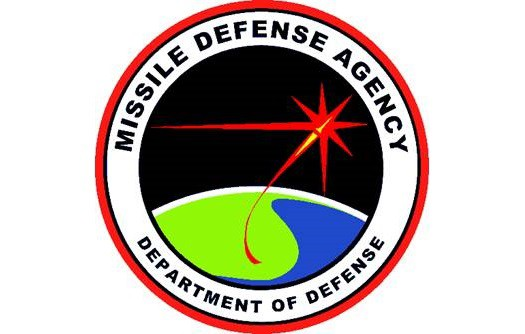 MISSILE DEFENSE AGENCY
DEPARTMENT OF DEFENSE